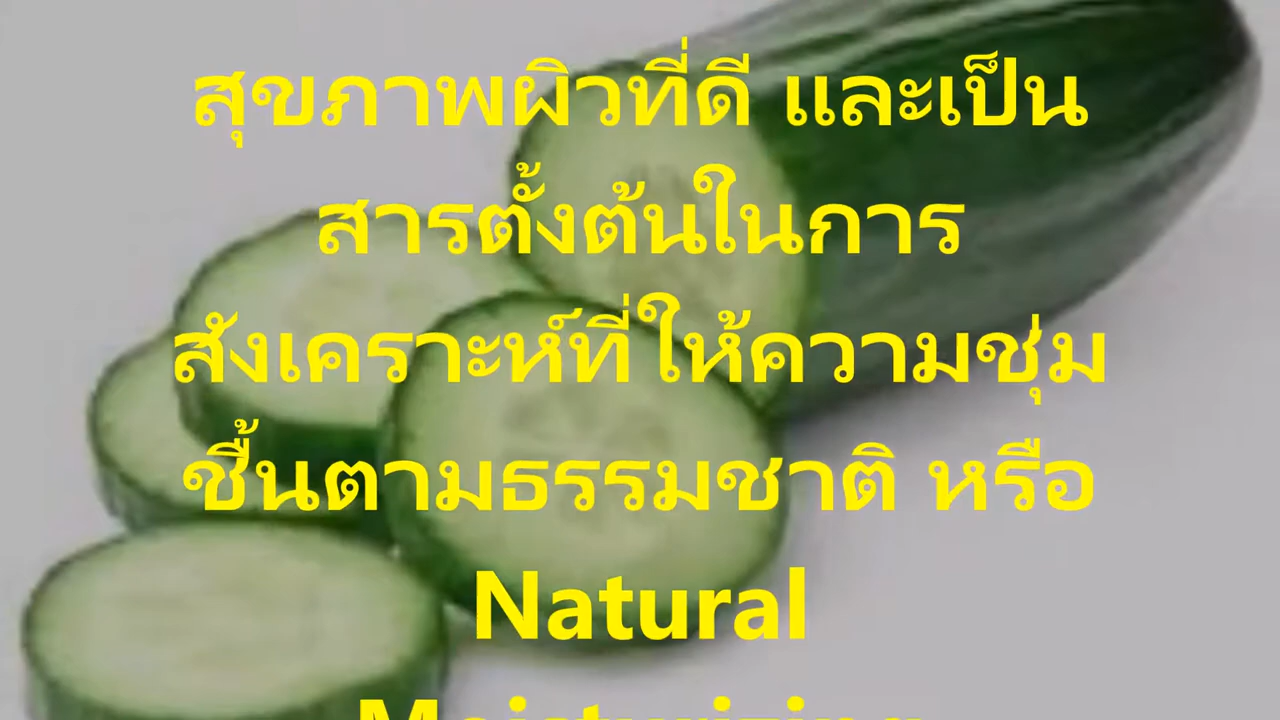 สุขภาพผิวที่ดี และเป็น
สารตั้งต้นในการ
สังเคราะห์ที่ให้ความชุ่ม
ชื้นตามธรรมชาติ หรือ
Natural
Moisturizing